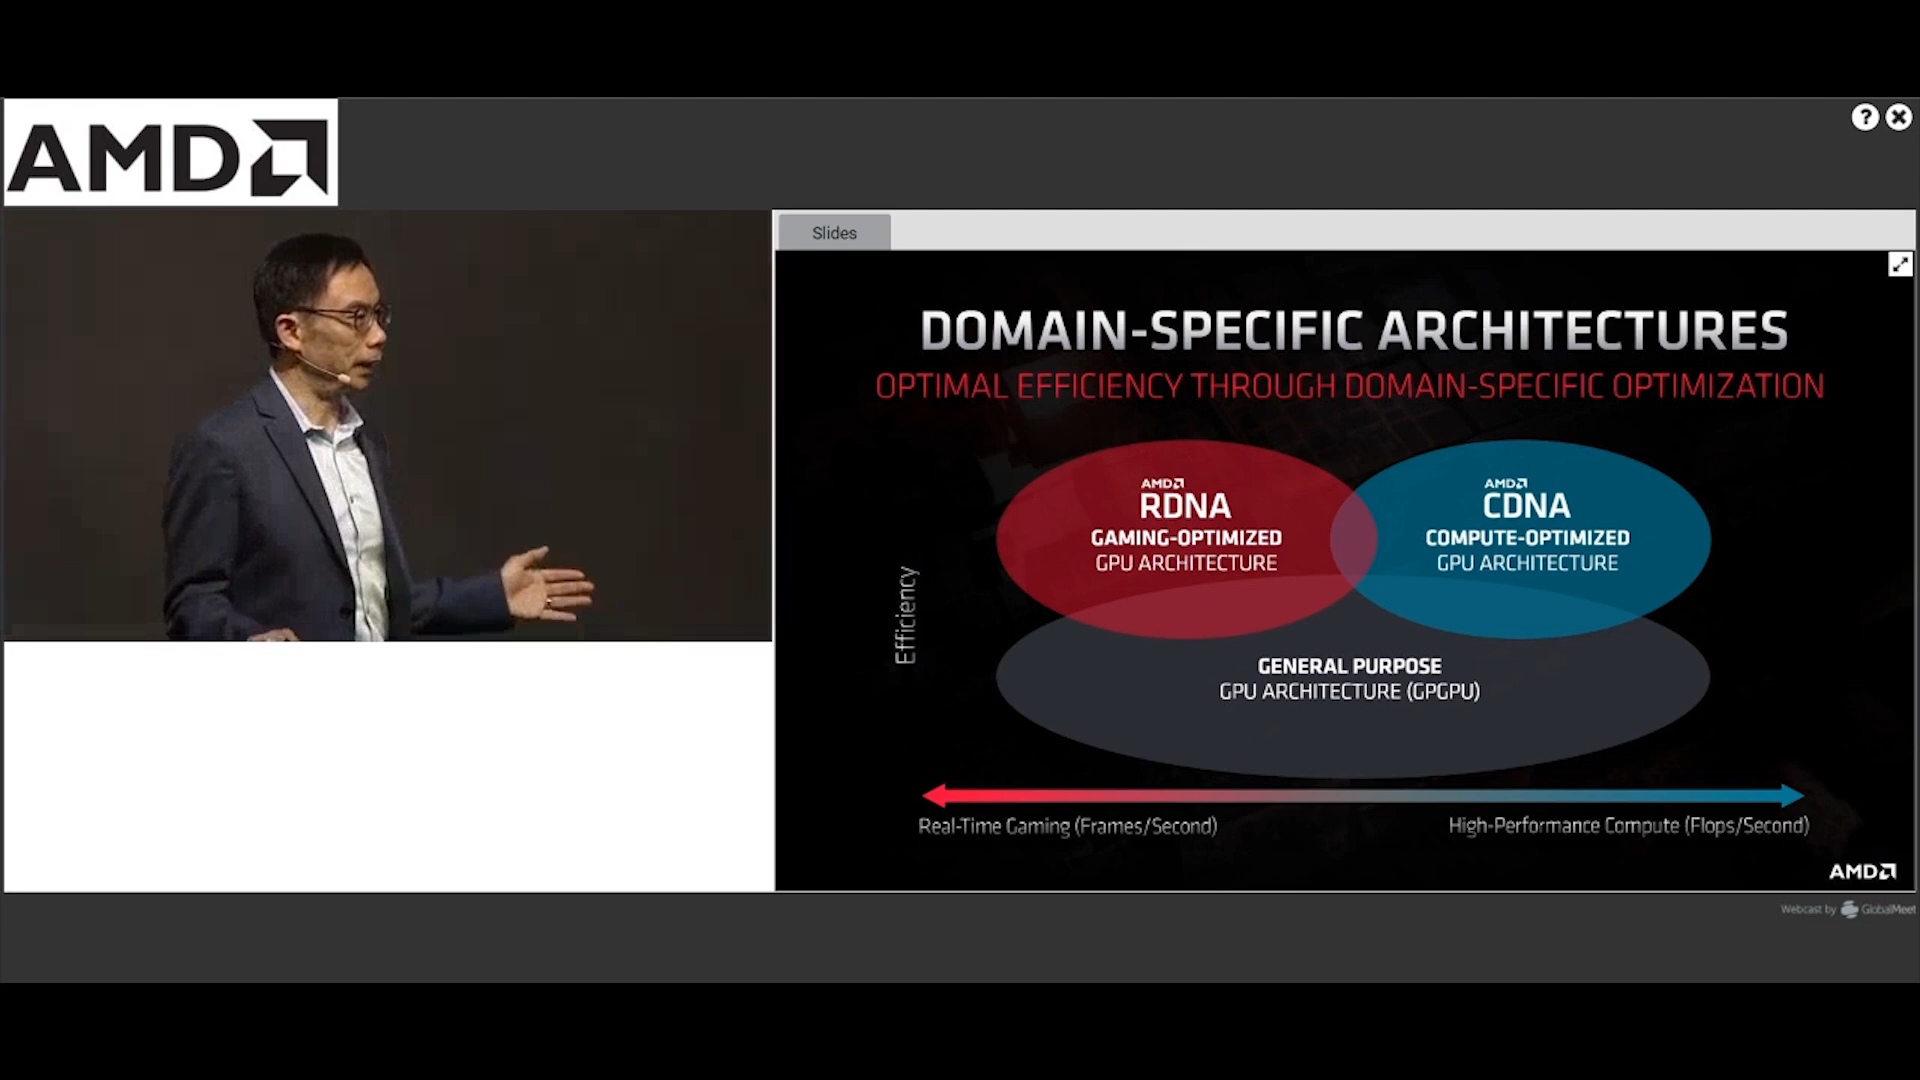 AMD
Slides
DOMAIN-SPECIFIC ARCHITECTURES
OPTIMAL EFFICIENCY THROUGH DOMAIN-SPECIFIC OPTIMIZATION
AMD
RDNA
GAMING-OPTIMIZED
GPU ARCHITECTURE
AMD
CDNA
COMPUTE-OPTIMIZED
GPU ARCHITECTURE
Efficiency
GENERAL PURPOSE
GPU ARCHITECTURE (GPGPU)
Real-Time Gaming (Frames/Second)
High-Performance Compute (Flops/Second)
AMD
Webcast by GlobalMeet